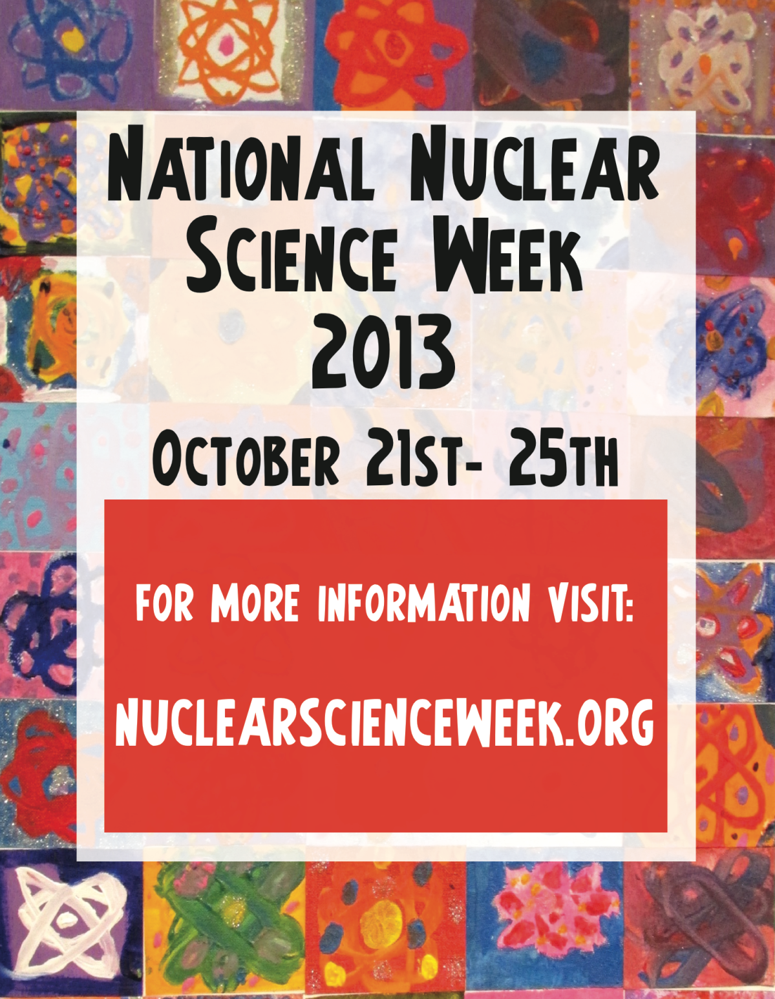 National Nuclear
Science Week
2013
October 21st- 25th
for more information visit:
nuclearscienceweek.org